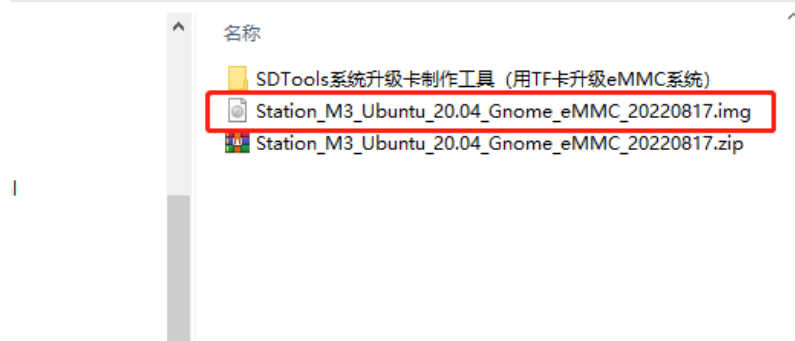 名称
SDTools系统升级卡制作工具（用TF卡升级eMMC系统）
Station_M3_Ubuntu_20.04_Gnome_eMMC_20220817.img
Station_M3_Ubuntu_20.04_Gnome_eMMC_20220817.zip